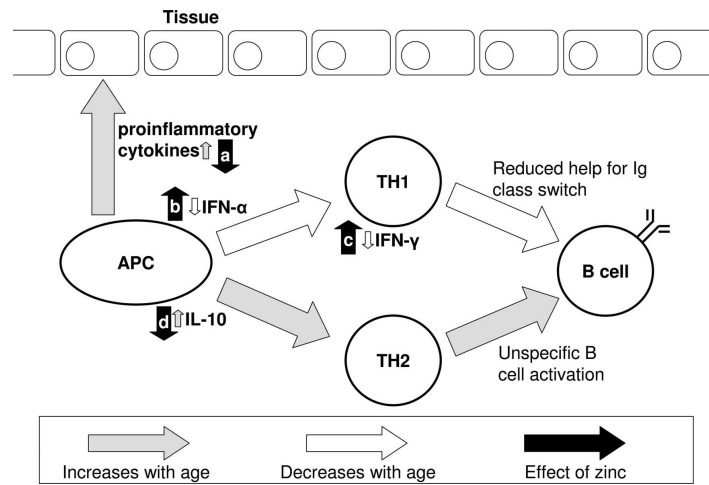 Tissue
proinflammatory
cytokines
a
b
IFN-α
TH1
Reduced help for Ig
class switch
c
IFN-γ
APC
B cell
d
IL-10
TH2
Unspecific B
cell activation
Increases with age
Decreases with age
Effect of zinc